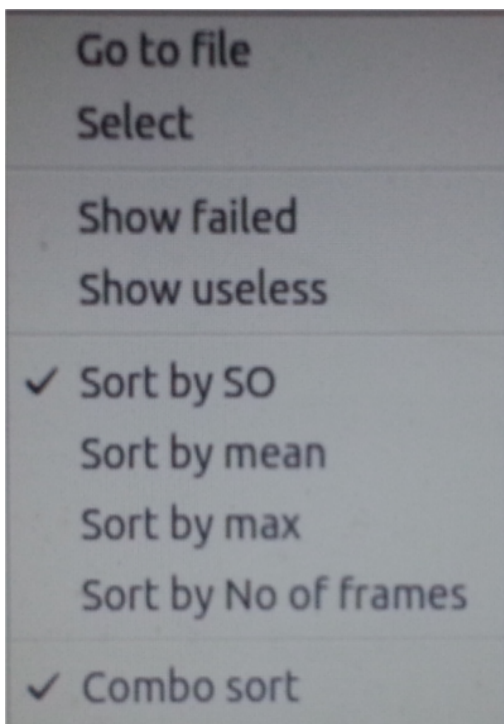 Go to file
Select
Show failed
Show useless
✓ Sort by SO
Sort by mean
Sort by max
Sort by No of frames
✓ Combo sort